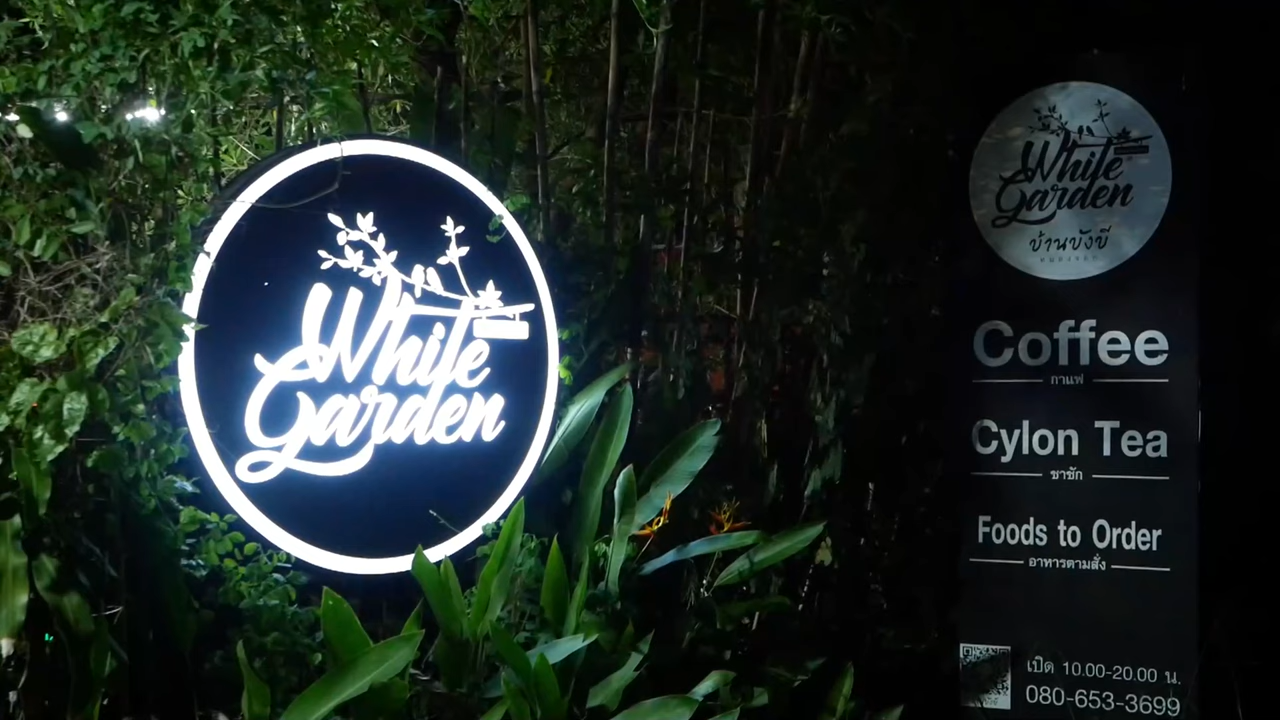 White
Garden
White
Garden
บ้านบังบี
Coffee
กาแฟ
Cylon Tea
ชาชัก
Foods to Order
อาหารตามสั่ง
เปิด 10.00-20.00 น.
080-653-3699